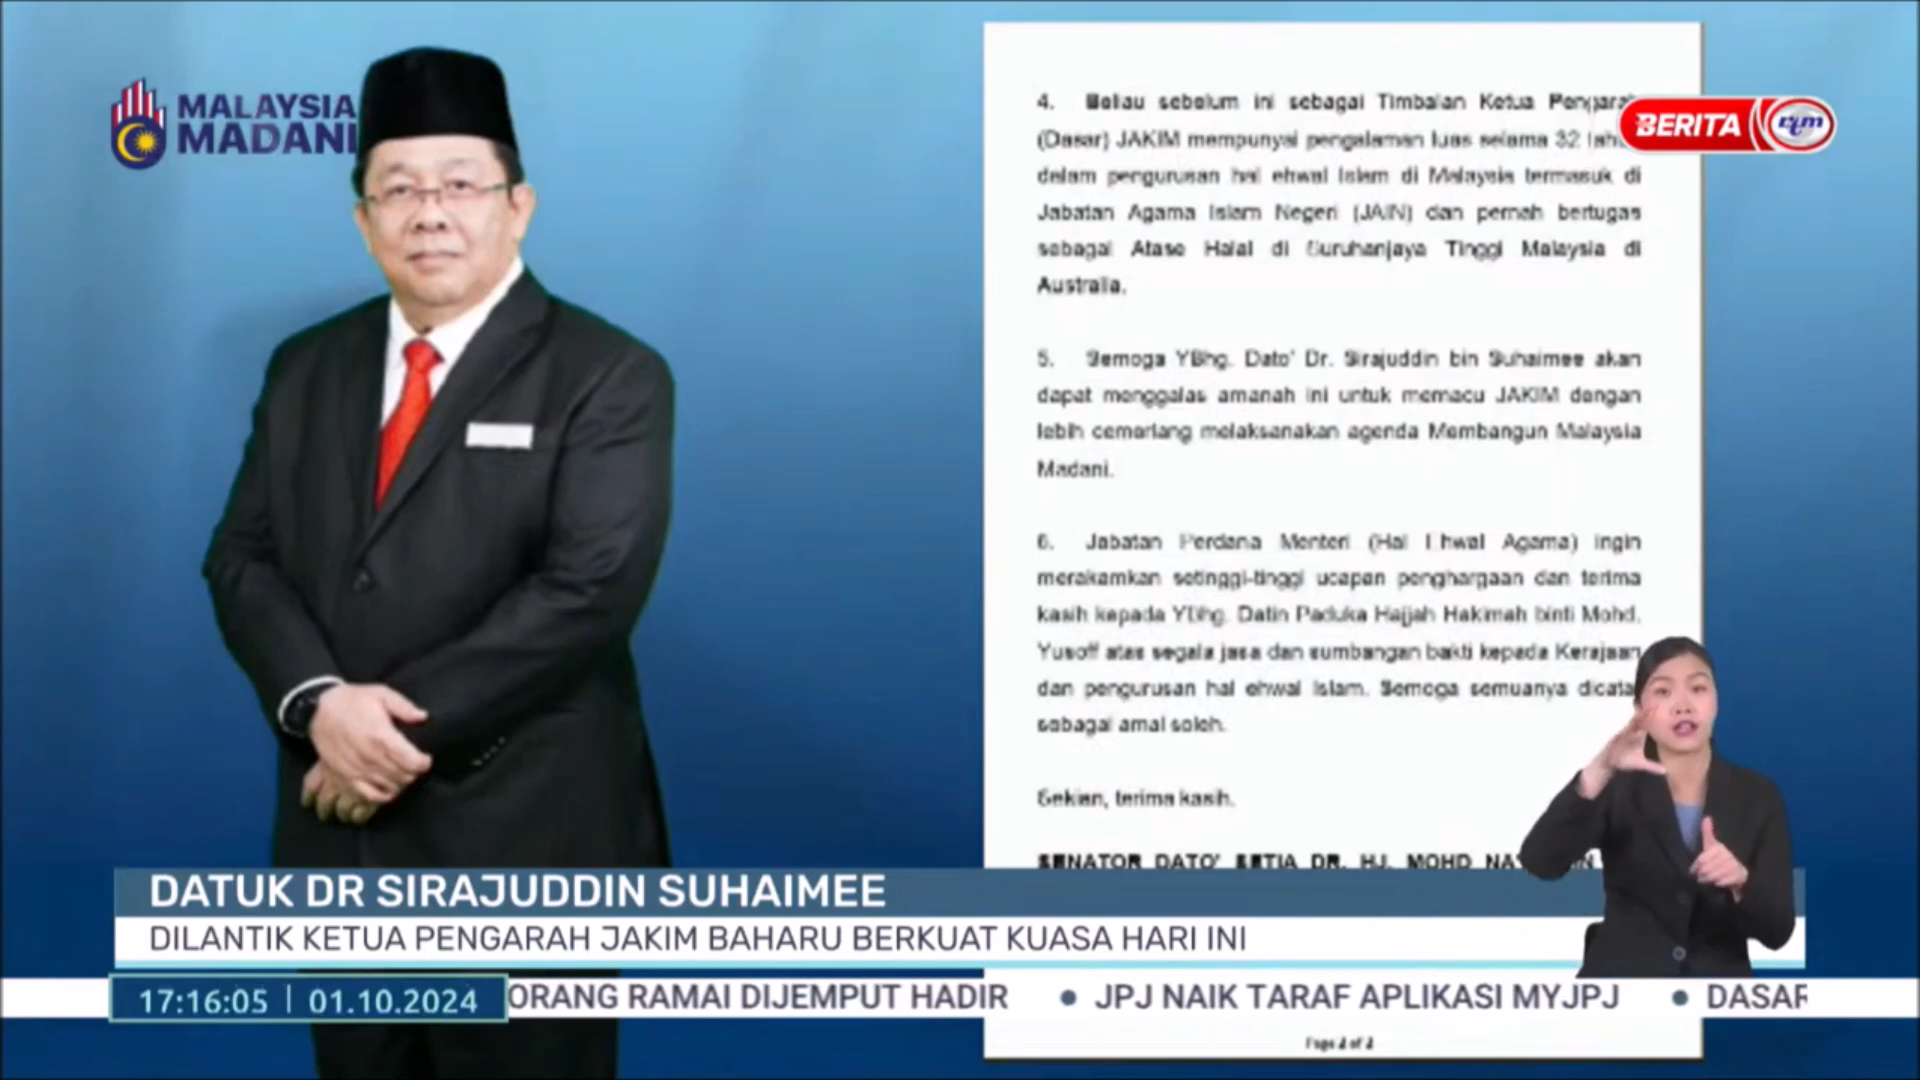 MALAYSIA
MADANI
BERITA rtm
4. Beliau sebelum ini sebagai Timbalan Ketua Pengarah
(Dasar) JAKIM mempunyai pengalaman luas selama 32 tahun
dalam pengurusan hal ehwal Islam di Malaysia termasuk di
Jabatan Agama Islam Negeri (JAIN) dan pernah bertugas
sebagai Atase Halal di Suruhanjaya Tinggi Malaysia di
Australia.
5. Semoga YBhg. Dato' Dr. Sirajuddin bin Suhaimee akan
dapat menggalas amanah ini untuk memacu JAKIM dengan
lebih cemerlang melaksanakan agenda Membangun Malaysia
Madani.
6. Jabatan Perdana Menteri (Hal Ehwal Agama) ingin
merakamkan setinggi-tinggi ucapan penghargaan dan terima
kasih kepada YBhg. Datin Paduka Hajjah Hakimah binti Mohd.
Yusoff atas segala jasa dan sumbangan bakti kepada Kerajaan
dan pengurusan hal ehwal Islam. Semoga semuanya dicatat
sebagai amal soleh.
Sekian, terima kasih.
SENATOR DATO' SETIA DR. HJ. MOHD
DATUK DR SIRAJUDDIN SUHAIMEE
DILANTIK KETUA PENGARAH JAKIM BAHARU BERKUAT KUASA HARI INI
17:16:05 | 01.10.2024 ORANG RAMAI DIJEMPUT HADIR • JPJ NAIK TARAF APLIKASI MYJPJ • DASAR
Page 2 of 2